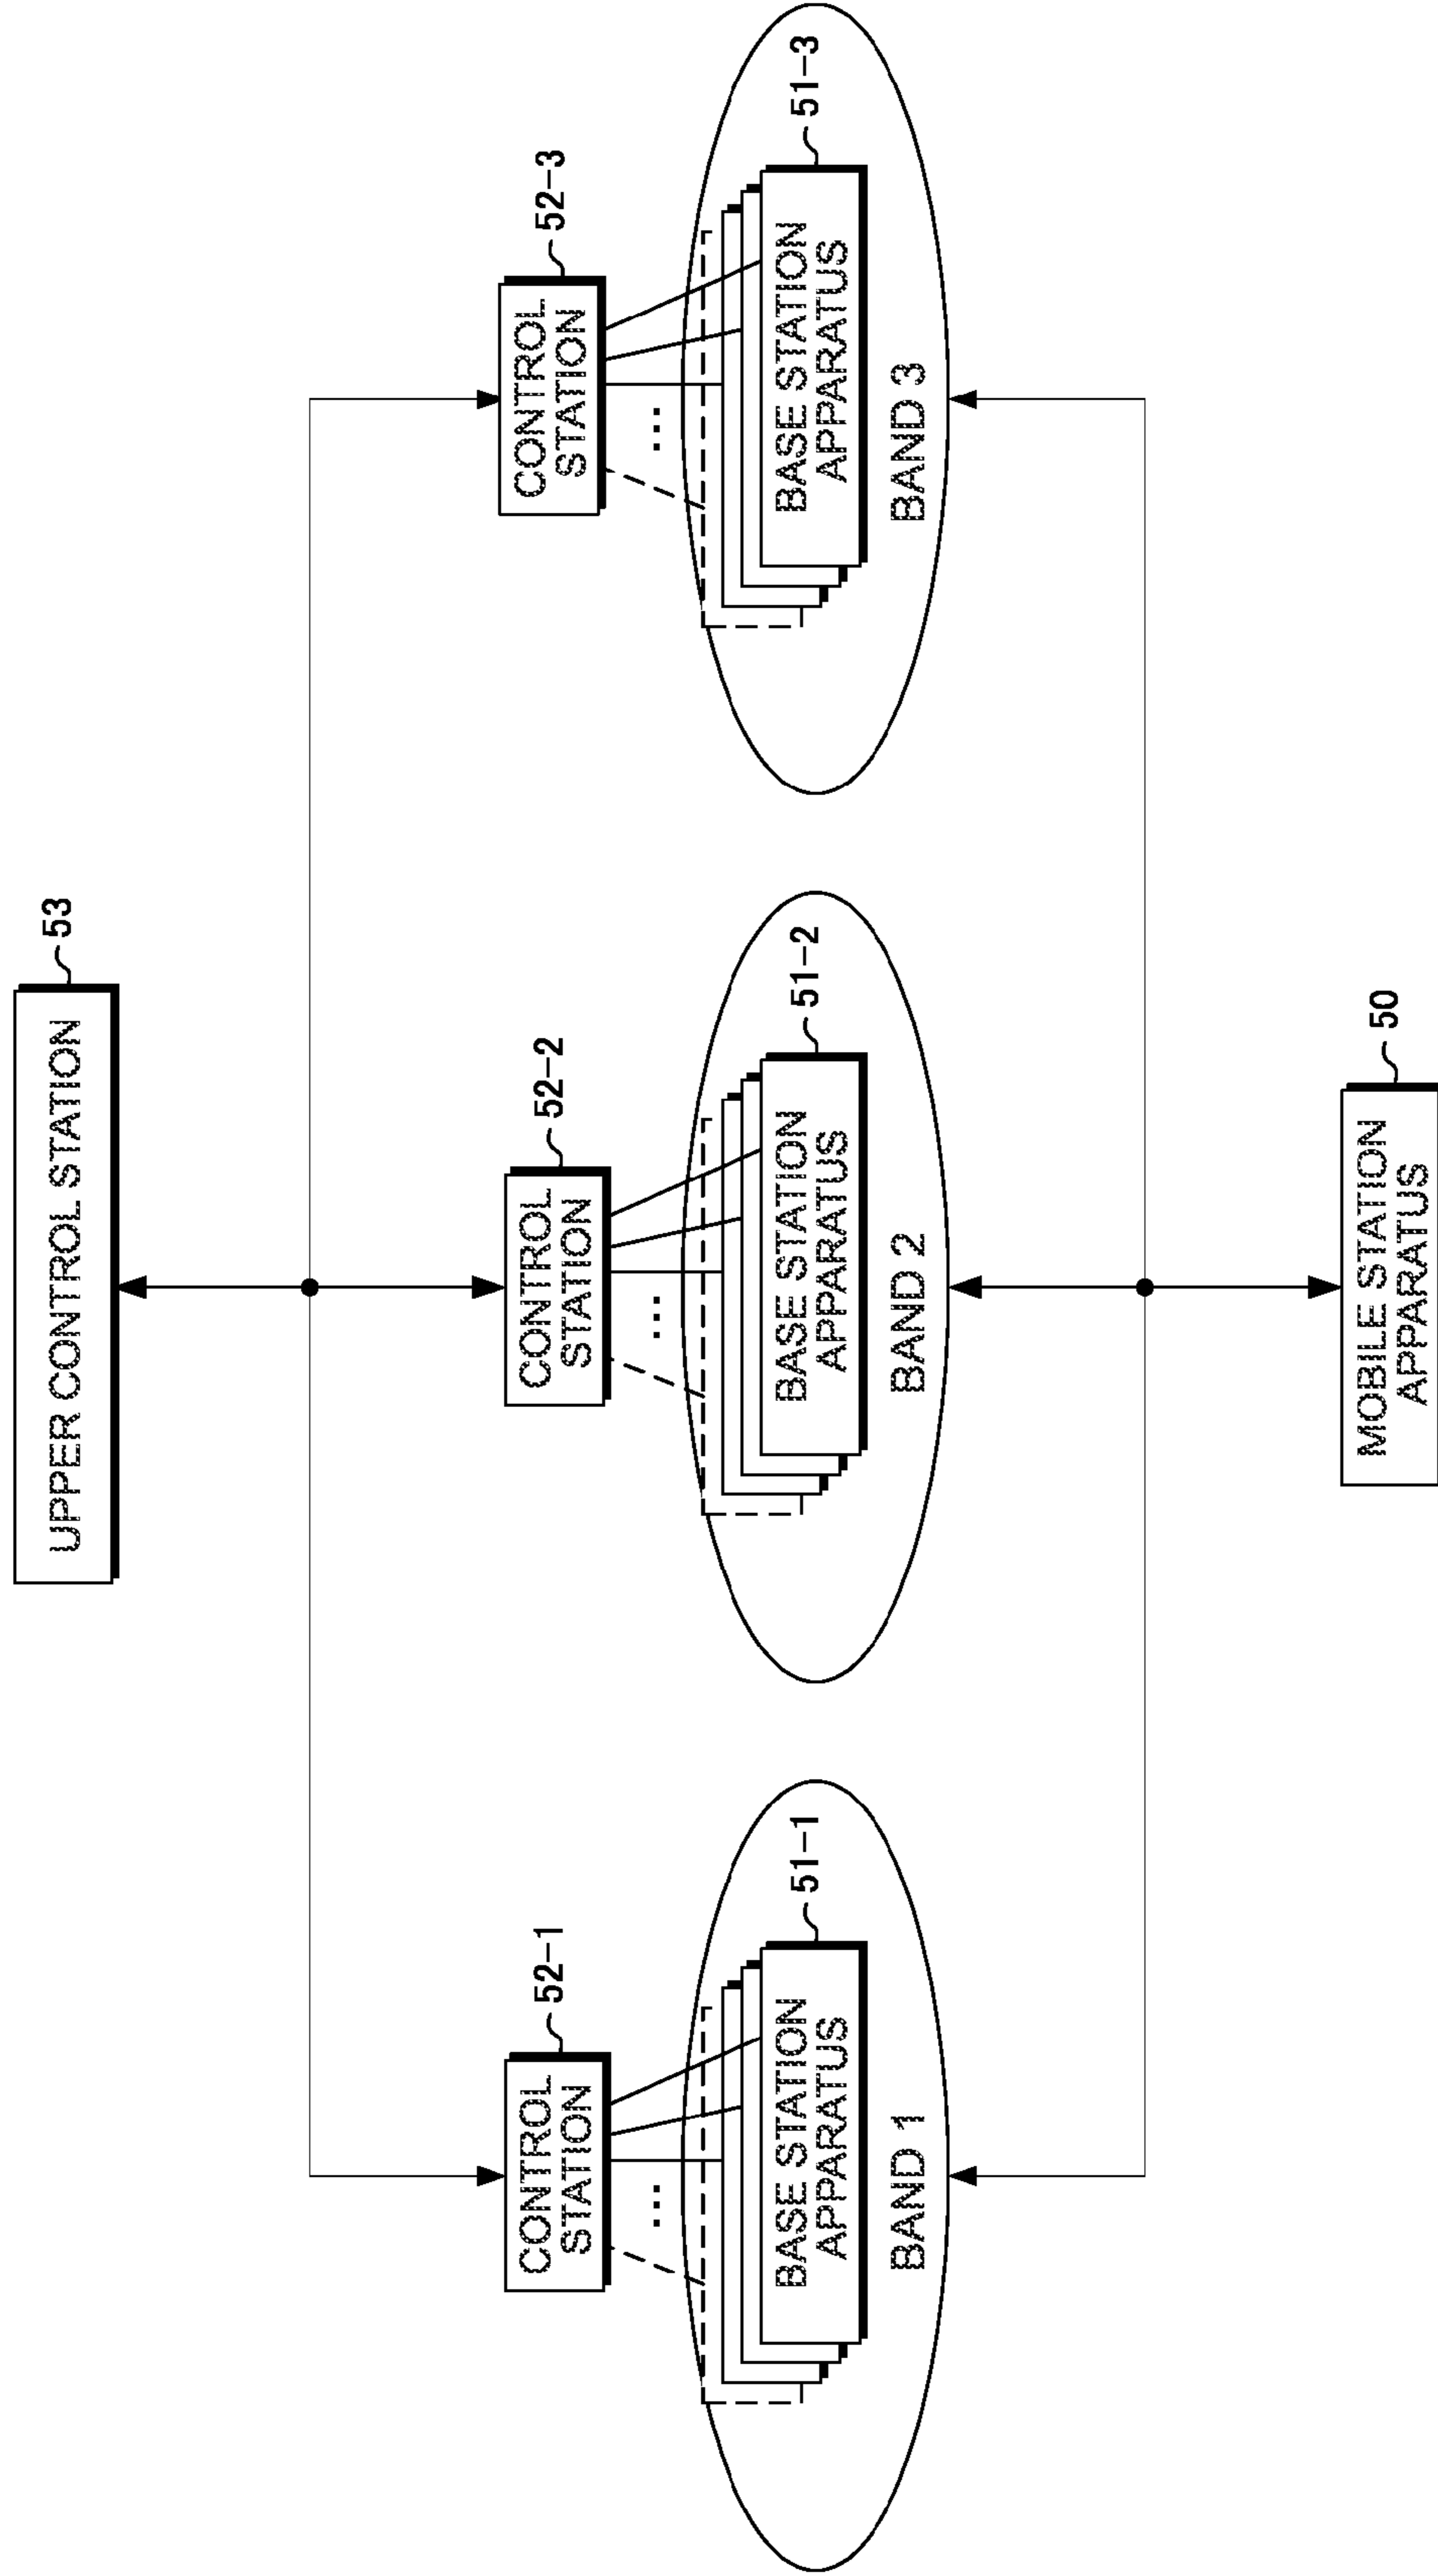 UPPER CONTROL STATION
53
CONTROL
STATION
52-1
CONTROL
STATION
52-2
CONTROL
STATION
52-3
...
...
...
BASE STATION
APPARATUS
51-1
BAND 1
BASE STATION
APPARATUS
51-2
BAND 2
BASE STATION
APPARATUS
51-3
BAND 3
MOBILE STATION
APPARATUS
50